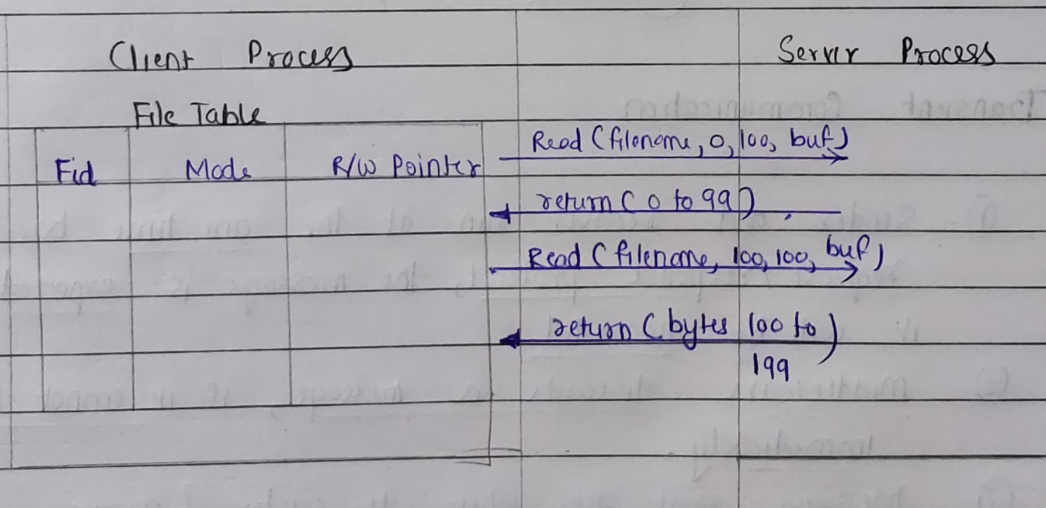 Client Process Server Process
File Table
Fid Mode R/W Pointer
Read (filename, 0, 100, buf)
return ( 0 to 99 )
Read ( filename, 100, 100, buf )
return ( bytes 100 to
199 )